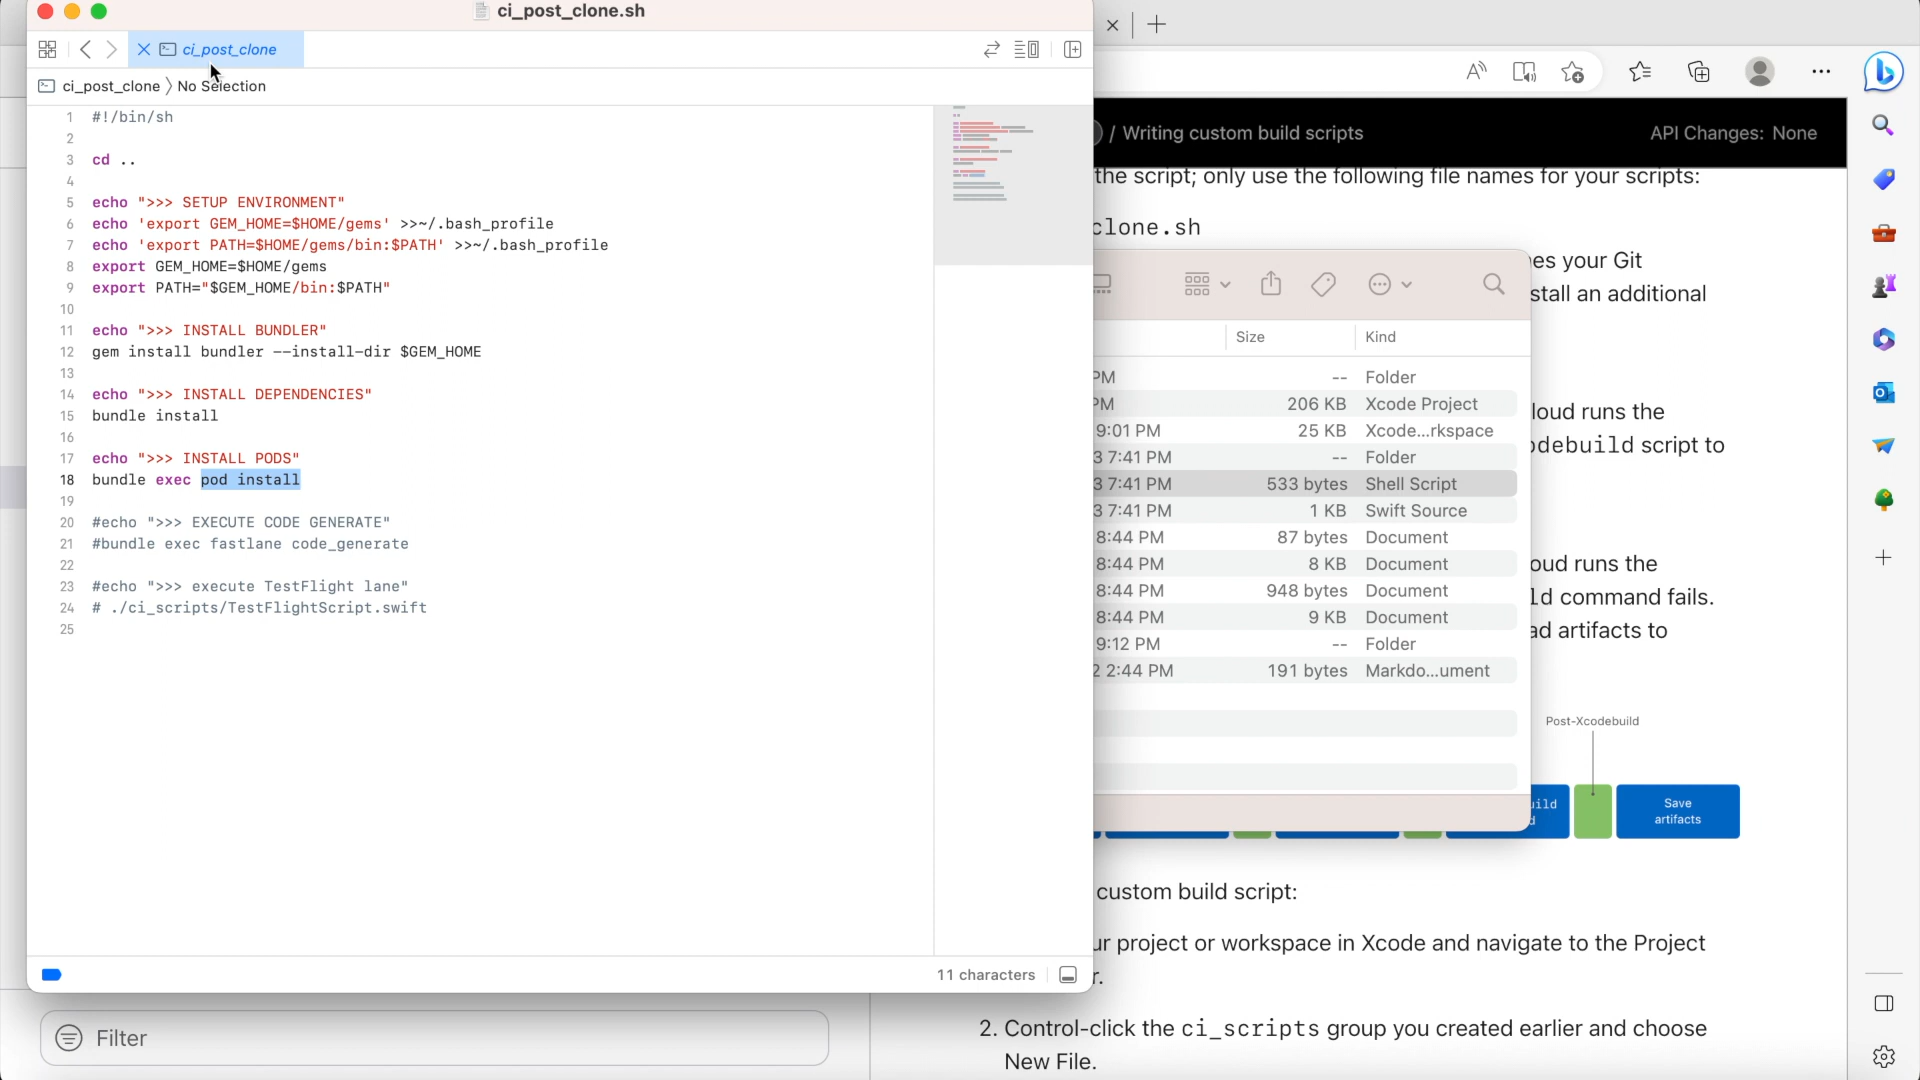 ci_post_clone.sh
ci_post_clone
ci_post_clone 〉 No Selection
1 #!/bin/sh
2
3 cd ..
4
5 echo ">>> SETUP ENVIRONMENT"
6 echo 'export GEM_HOME=$HOME/gems' >>~/.bash_profile
7 echo 'export PATH=$HOME/gems/bin:$PATH' >>~/.bash_profile
8 export GEM_HOME=$HOME/gems
9 export PATH="$GEM_HOME/bin:$PATH"
10
11 echo ">>> INSTALL BUNDLER"
12 gem install bundler --install-dir $GEM_HOME
13
14 echo ">>> INSTALL DEPENDENCIES"
15 bundle install
16
17 echo ">>> INSTALL PODS"
18 bundle exec pod install
19
20 #echo ">>> EXECUTE CODE GENERATE"
21 #bundle exec fastlane code_generate
22
23 #echo ">>> execute TestFlight lane"
24 # ./ci_scripts/TestFlightScript.swift
25
11 characters
Filter
/ Writing custom build scripts
API Changes: None
the script; only use the following file names for your scripts:
clone.sh
es your Git
stall an additional
Size Kind
PM -- Folder
PM 206 KB Xcode Project
9:01 PM 25 KB Xcode...rkspace
3 7:41 PM -- Folder
3 7:41 PM 533 bytes Shell Script
3 7:41 PM 1 KB Swift Source
8:44 PM 87 bytes Document
8:44 PM 8 KB Document
8:44 PM 948 bytes Document
8:44 PM 9 KB Document
9:12 PM -- Folder
2 2:44 PM 191 bytes Markdo...ument
loud runs the
odebuild script to
oud runs the
ld command fails.
ad artifacts to
Post-Xcodebuild
uild
d
Save
artifacts
custom build script:
ur project or workspace in Xcode and navigate to the Project
r.
2. Control-click the ci_scripts group you created earlier and choose
New File.